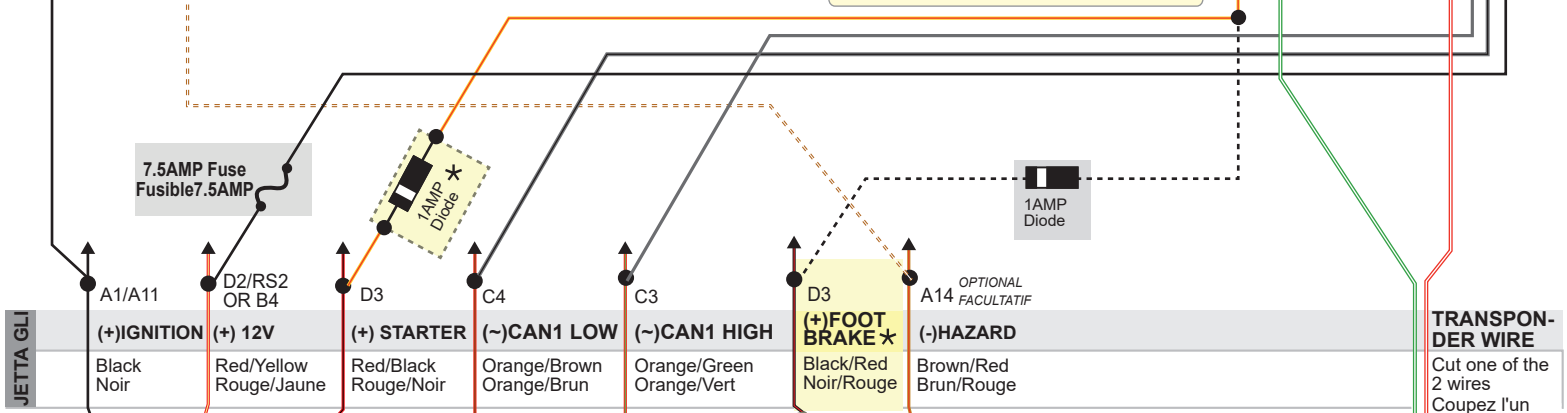 7.5AMP Fuse
Fusible7.5AMP
1AMP *
Diode
1AMP
Diode
A1/A11
D2/RS2
OR B4
D3
C4
C3
D3
A14 OPTIONAL
FACULTATIF
JETTA GLI
(+)IGNITION
(+) 12V
(+) STARTER
(~)CAN1 LOW
(~)CAN1 HIGH
(+)FOOT
BRAKE*
(-)HAZARD
TRANSPON-
DER WIRE
Black
Noir
Red/Yellow
Rouge/Jaune
Red/Black
Rouge/Noir
Orange/Brown
Orange/Brun
Orange/Green
Orange/Vert
Black/Red
Noir/Rouge
Brown/Red
Brun/Rouge
Cut one of the
2 wires
Coupez l'un